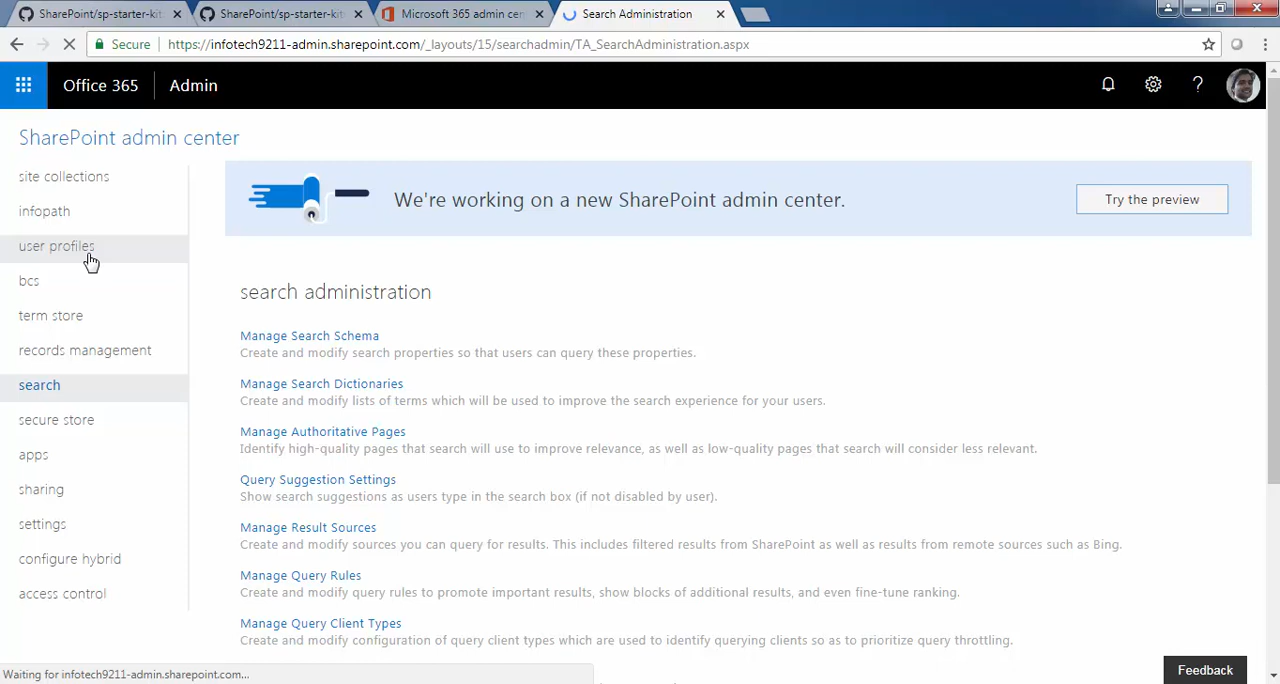 SharePoint/sp-starter-kit
SharePoint/sp-starter-kit
Microsoft 365 admin cen
Search Administration
Secure
https://infotech9211-admin.sharepoint.com/_layouts/15/searchadmin/TA_SearchAdministration.aspx
Office 365
Admin
?
SharePoint admin center
site collections
infopath
user profiles
bcs
term store
records management
search
secure store
apps
sharing
settings
configure hybrid
access control
We're working on a new SharePoint admin center.
Try the preview
search administration
Manage Search Schema
Create and modify search properties so that users can query these properties.
Manage Search Dictionaries
Create and modify lists of terms which will be used to improve the search experience for your users.
Manage Authoritative Pages
Identify high-quality pages that search will use to improve relevance, as well as low-quality pages that search will consider less relevant.
Query Suggestion Settings
Show search suggestions as users type in the search box (if not disabled by user).
Manage Result Sources
Create and modify sources you can query for results. This includes filtered results from SharePoint as well as results from remote sources such as Bing.
Manage Query Rules
Create and modify query rules to promote important results, show blocks of additional results, and even fine-tune ranking.
Manage Query Client Types
Create and modify configuration of query client types which are used to identify querying clients so as to prioritize query throttling.
Waiting for infotech9211-admin.sharepoint.com...
Feedback